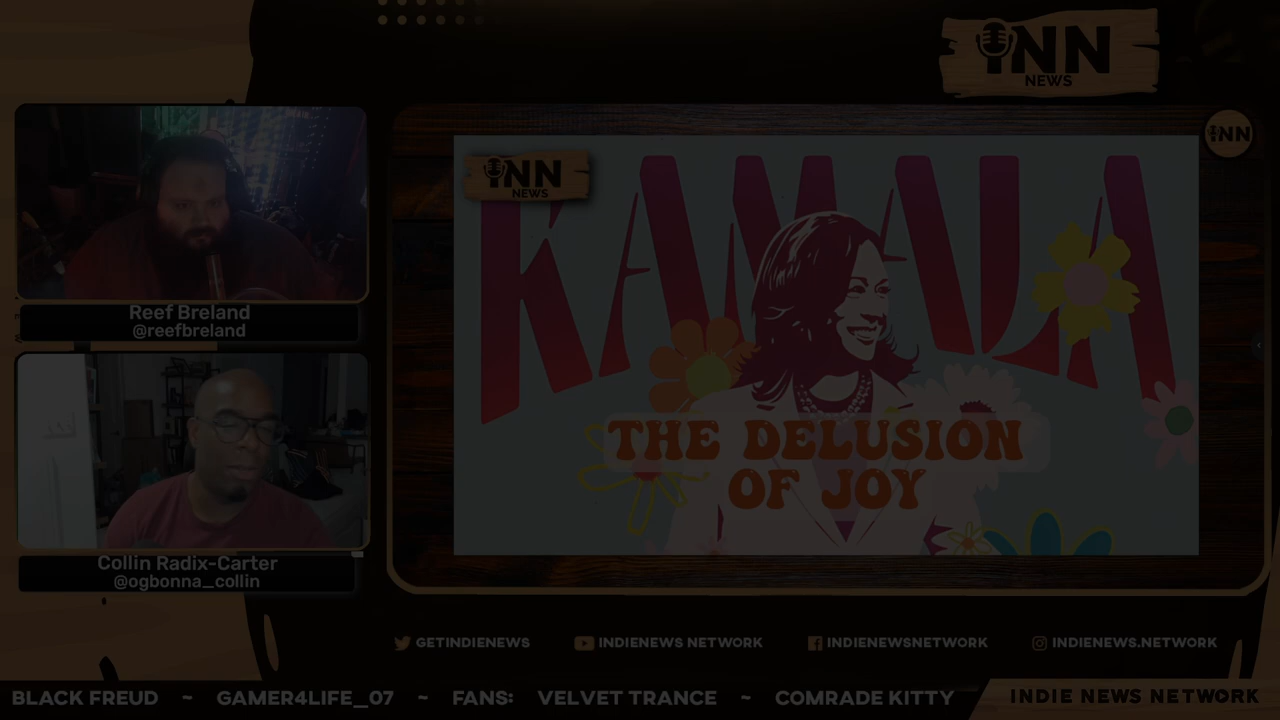 INN
NEWS
INN
INN
NEWS
KAMALA
THE DELUSION
OF JOY
Reef Breland
@reefbreland
Collin Radix-Carter
@ogbonna_collin
GETINDIENEWS
INDIENEWS NETWORK
INDIENEWSNETWORK
INDIENEWS.NETWORK
BLACK FREUD ~ GAMER4LIFE_07 ~ FANS: VELVET TRANCE ~ COMRADE KITTY
INDIE NEWS NETWORK